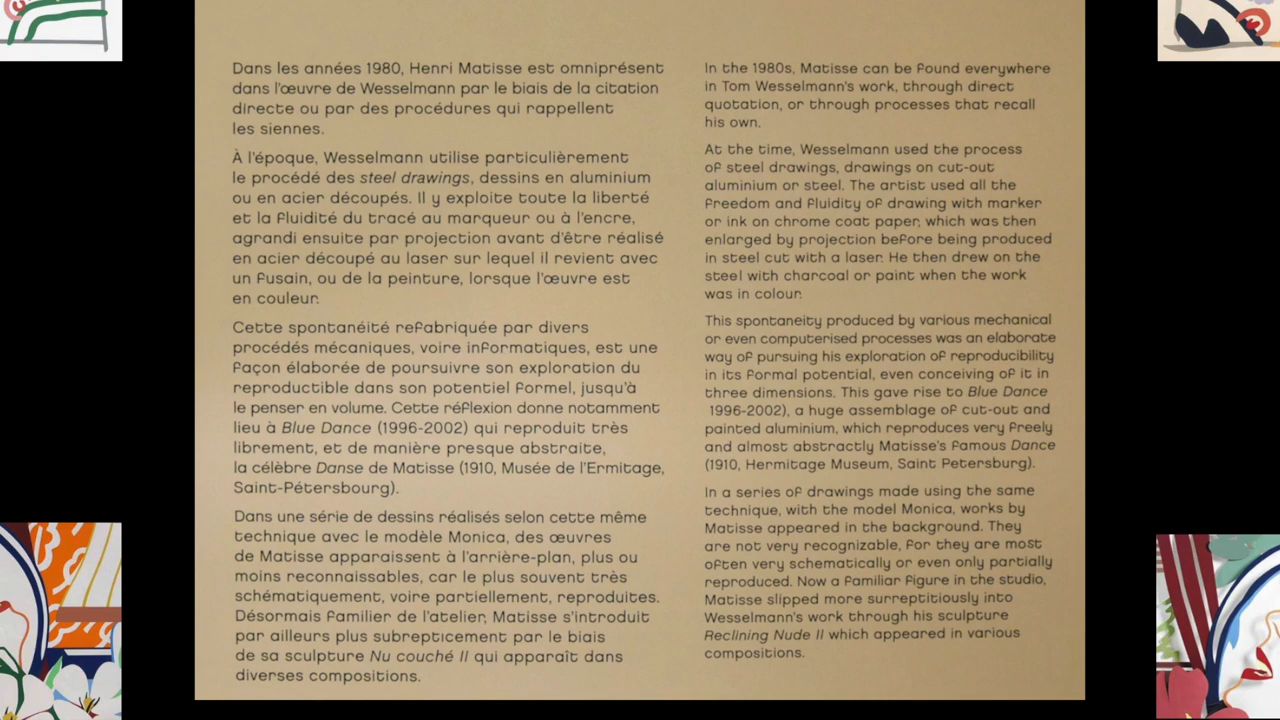 Dans les années 1980, Henri Matisse est omniprésent
dans l'œuvre de Wesselmann par le biais de la citation
directe ou par des procédures qui rappellent
les siennes.
À l'époque, Wesselmann utilise particulièrement
le procédé des steel drawings, dessins en aluminium
ou en acier découpés. Il y exploite toute la liberté
et la fluidité du tracé au marqueur ou à l'encre,
agrandi ensuite par projection avant d'être réalisé
en acier découpé au laser sur lequel il revient avec
un fusain, ou de la peinture, lorsque l'œuvre est
en couleur.
Cette spontanéité refabriquée par divers
procédés mécaniques, voire informatiques, est une
façon élaborée de poursuivre son exploration du
reproductible dans son potentiel formel, jusqu'à
le penser en volume. Cette réflexion donne notamment
lieu à Blue Dance (1996-2002) qui reproduit très
librement, et de manière presque abstraite,
la célèbre Danse de Matisse (1910, Musée de l'Ermitage,
Saint-Pétersbourg).
Dans une série de dessins réalisés selon cette même
technique avec le modèle Monica, des œuvres
de Matisse apparaissent à l'arrière-plan, plus ou
moins reconnaissables, car le plus souvent très
schématiquement, voire partiellement, reproduites.
Désormais familier de l'atelier, Matisse s'introduit
par ailleurs plus subrepticement par le biais
de sa sculpture Nu couché II qui apparaît dans
diverses compositions.
In the 1980s, Matisse can be found everywhere
in Tom Wesselmann's work, through direct
quotation, or through processes that recall
his own.
At the time, Wesselmann used the process
of steel drawings, drawings on cut-out
aluminium or steel. The artist used all the
freedom and fluidity of drawing with marker
or ink on chrome coat paper, which was then
enlarged by projection before being produced
in steel cut with a laser. He then drew on the
steel with charcoal or paint when the work
was in colour.
This spontaneity produced by various mechanical
or even computerised processes was an elaborate
way of pursuing his exploration of reproducibility
in its formal potential, even conceiving of it in
three dimensions. This gave rise to Blue Dance
1996-2002), a huge assemblage of cut-out and
painted aluminium, which reproduces very freely
and almost abstractly Matisse's famous Dance
(1910, Hermitage Museum, Saint Petersburg).
In a series of drawings made using the same
technique, with the model Monica, works by
Matisse appeared in the background. They
are not very recognizable, for they are most
often very schematically or even only partially
reproduced. Now a familiar figure in the studio,
Matisse slipped more surreptitiously into
Wesselmann's work through his sculpture
Reclining Nude II which appeared in various
compositions.